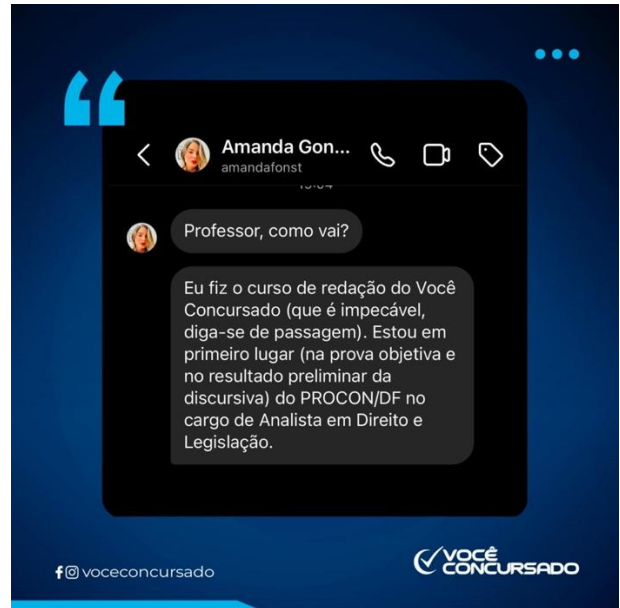 Amanda Gon...
amandafonst
Professor, como vai?
Eu fiz o curso de redação do Você
Concursado (que é impecável,
diga-se de passagem). Estou em
primeiro lugar (na prova objetiva e
no resultado preliminar da
discursiva) do PROCON/DF no
cargo de Analista em Direito e
Legislação.
voceconcursado
VOCÊ
CONCURSADO